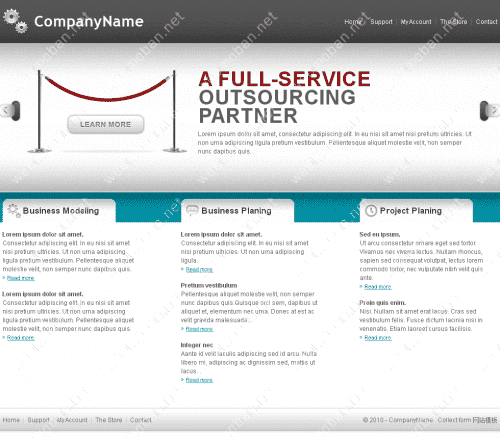 CompanyName
Home | Support | MyAccount | The Store | Contact
A FULL-SERVICE
OUTSOURCING
PARTNER
LEARN MORE
Lorem ipsum dolor sit amet, consectetur adipiscing elit. In eu nisi sit amet nisi pretium ultricies. Ut
non urna adipiscing ligula pretium vestibulum. Pellentesque aliquet molestie velit, non semper
nunc dapibus quis.
Business Modeling
Lorem ipsum dolor sit amet,
Consectetur adipiscing elit. In eu nisi sit amet
nisi pretium ultricies. Ut non urna adipiscing
ligula pretium vestibulum. Pellentesque aliquet
molestie velit, non semper nunc dapibus quis.
» Read more
Lorem ipsum dolor sit amet,
Consectetur adipiscing elit. In eu nisi sit amet
nisi pretium ultricies. Ut non urna adipiscing
ligula pretium vestibulum. Pellentesque aliquet
molestie velit, non semper nunc dapibus quis
» Read more
Business Planing
Lorem ipsum dolor sit amet,
Consectetur adipiscing elit. In eu nisi sit amet
nisi pretium ultricies. Ut non urna adipiscing
ligula.
» Read more
Pretium vestibulum
Pellentesque aliquet molestie velit, non semper
nunc dapibus quis. Quisque orci sem, dapibus ut
aliquet et, elementum nec urna. Donec at est ac
velit gravida malesuada.
» Read more
Integer nec
Aante id velit iaculis adipiscing sed id arcu. Nulla
libero mi, adipiscing ac dignissim sed, mattis ut
lacus.
» Read more
Project Planing
Sed eu ipsum.
Ut arcu consectetur ornare eget sed tortor.
Vivamus nec viverra lectus. Nullam rhoncus,
sapien sed consequat volutpat, lectus lorem
commodo tortor, nec vulputate nibh velit quis
ante.
» Read more
Proin quis enim.
Nisi. Nullam sit amet erat lacus. Cras sed
vestibulum felis. Fusce dictum lacinia nisi in
venenatis. Etiam laoreet cursus facilisis.
» Read more
Home | Support | MyAccount | The Store | Contact
© 2010 - CompanyName Collect from 网站模板